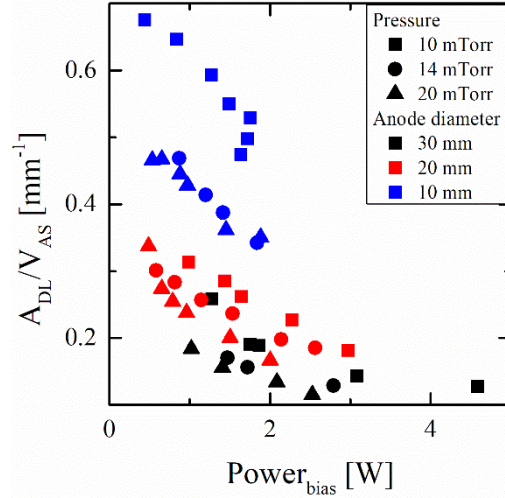 Pressure
10 mTorr
14 mTorr
20 mTorr
Anode diameter
30 mm
20 mm
10 mm
0.6
0.4
0.2
A_DL/V_AS [mm⁻¹]
0 2 4
Power_bias [W]